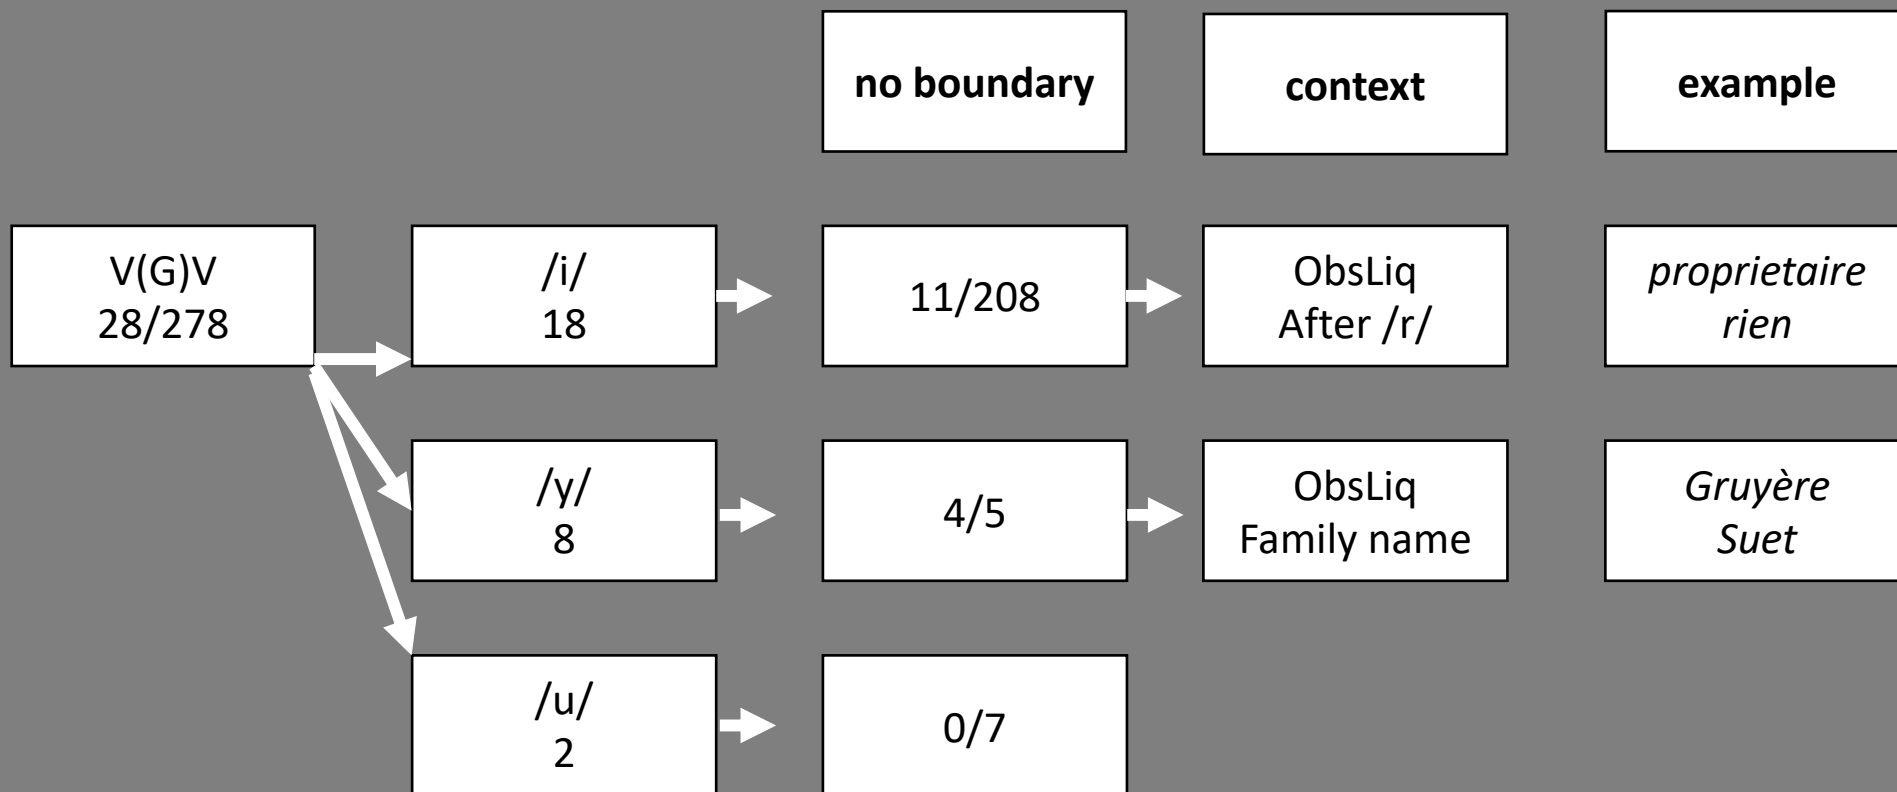 no boundary
context
example
V(G)V
28/278
/i/
18
11/208
ObsLiq
After /r/
proprietaire
rien
/y/
8
4/5
ObsLiq
Family name
Gruyère
Suet
/u/
2
0/7